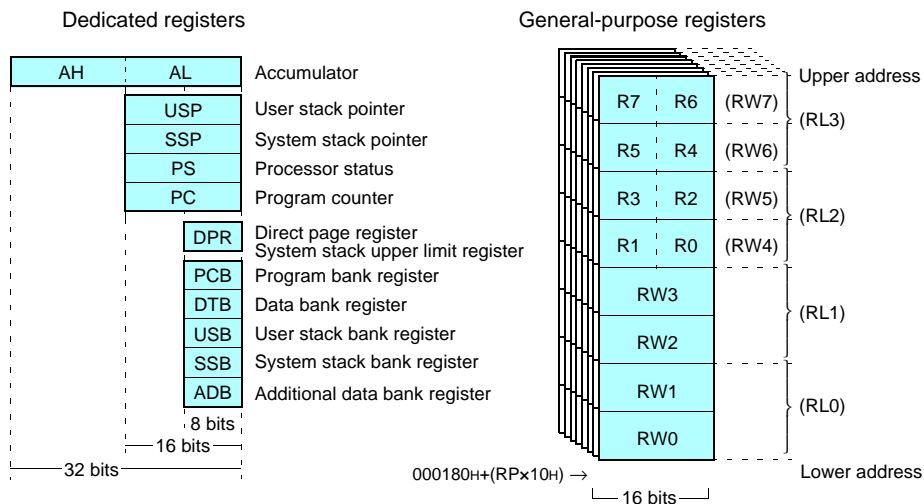 Dedicated registers
AH AL Accumulator
USP User stack pointer
SSP System stack pointer
PS Processor status
PC Program counter
DPR Direct page register
System stack upper limit register
PCB Program bank register
DTB Data bank register
USB User stack bank register
SSB System stack bank register
ADB Additional data bank register
8 bits
16 bits
32 bits
General-purpose registers
Upper address
R7 R6 (RW7)
(RL3)
R5 R4 (RW6)
R3 R2 (RW5)
(RL2)
R1 R0 (RW4)
RW3
(RL1)
RW2
RW1
(RL0)
RW0
000180H+(RP×10H) → Lower address
16 bits